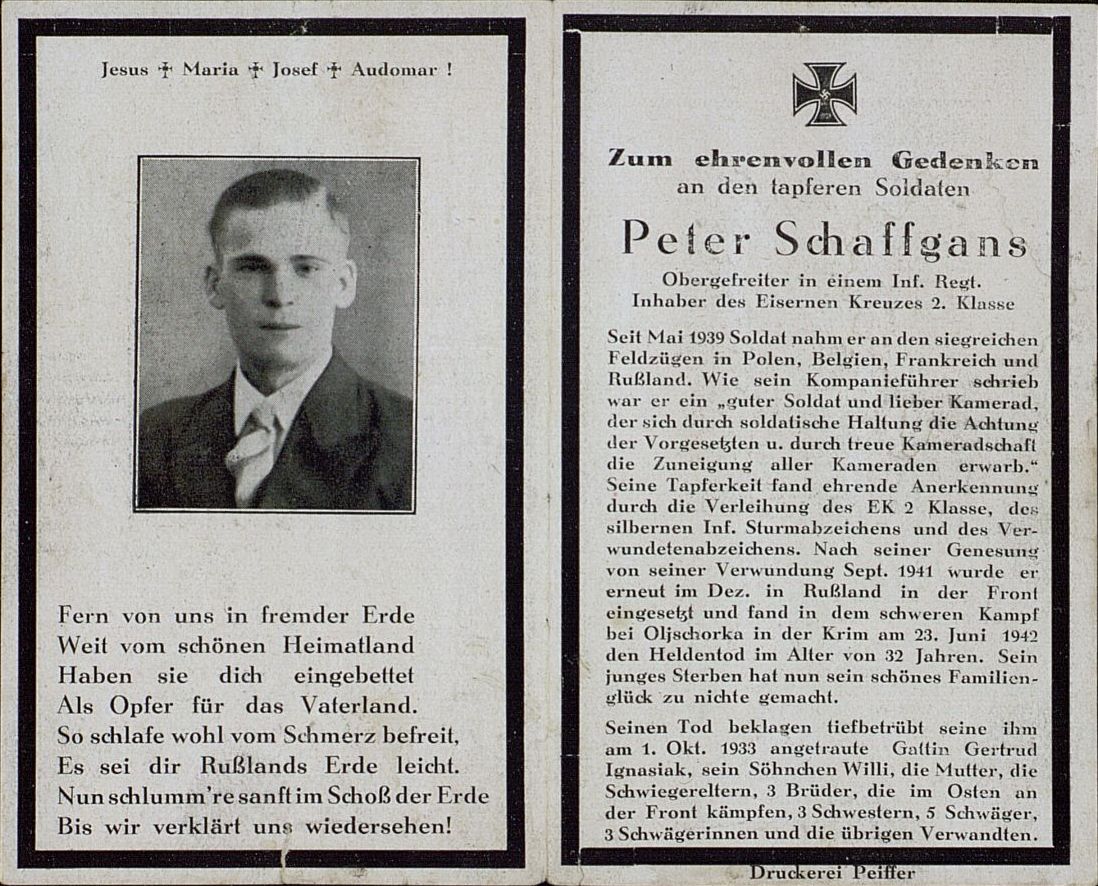 Jesus ✝ Maria ✝ Josef ✝ Audomar !
Fern von uns in fremder Erde
Weit vom schönen Heimatland
Haben sie dich eingebettet
Als Opfer für das Vaterland.
So schlafe wohl vom Schmerz befreit,
Es sei dir Rußlands Erde leicht.
Nun schlumm're sanft im Schoß der Erde
Bis wir verklärt uns wiedersehen!
Zum ehrenvollen Gedenken
an den tapferen Soldaten
Peter Schaffgans
Obergefreiter in einem Inf. Regt.
Inhaber des Eisernen Kreuzes 2. Klasse
Seit Mai 1939 Soldat nahm er an den siegreichen
Feldzügen in Polen, Belgien, Frankreich und
Rußland. Wie sein Kompanieführer schrieb
war er ein „guter Soldat und lieber Kamerad,
der sich durch soldatische Haltung die Achtung
der Vorgesetzten u. durch treue Kameradschaft
die Zuneigung aller Kameraden erwarb.“
Seine Tapferkeit fand ehrende Anerkennung
durch die Verleihung des EK 2 Klasse, des
silbernen Inf. Sturmabzeichens und des Ver-
wundetenabzeichens. Nach seiner Genesung
von seiner Verwundung Sept. 1941 wurde er
erneut im Dez. in Rußland in der Front
eingesetzt und fand in dem schweren Kampf
bei Oljschorka in der Krim am 23. Juni 1942
den Heldentod im Alter von 32 Jahren. Sein
junges Sterben hat nun sein schönes Familien-
glück zu nichte gemacht.
Seinen Tod beklagen tiefbetrübt seine ihm
am 1. Okt. 1933 angetraute Gattin Gertrud
Ignasiak, sein Söhnchen Willi, die Mutter, die
Schwiegereltern, 3 Brüder, die im Osten an
der Front kämpfen, 3 Schwestern, 5 Schwäger,
3 Schwägerinnen und die übrigen Verwandten.
Druckerei Peiffer